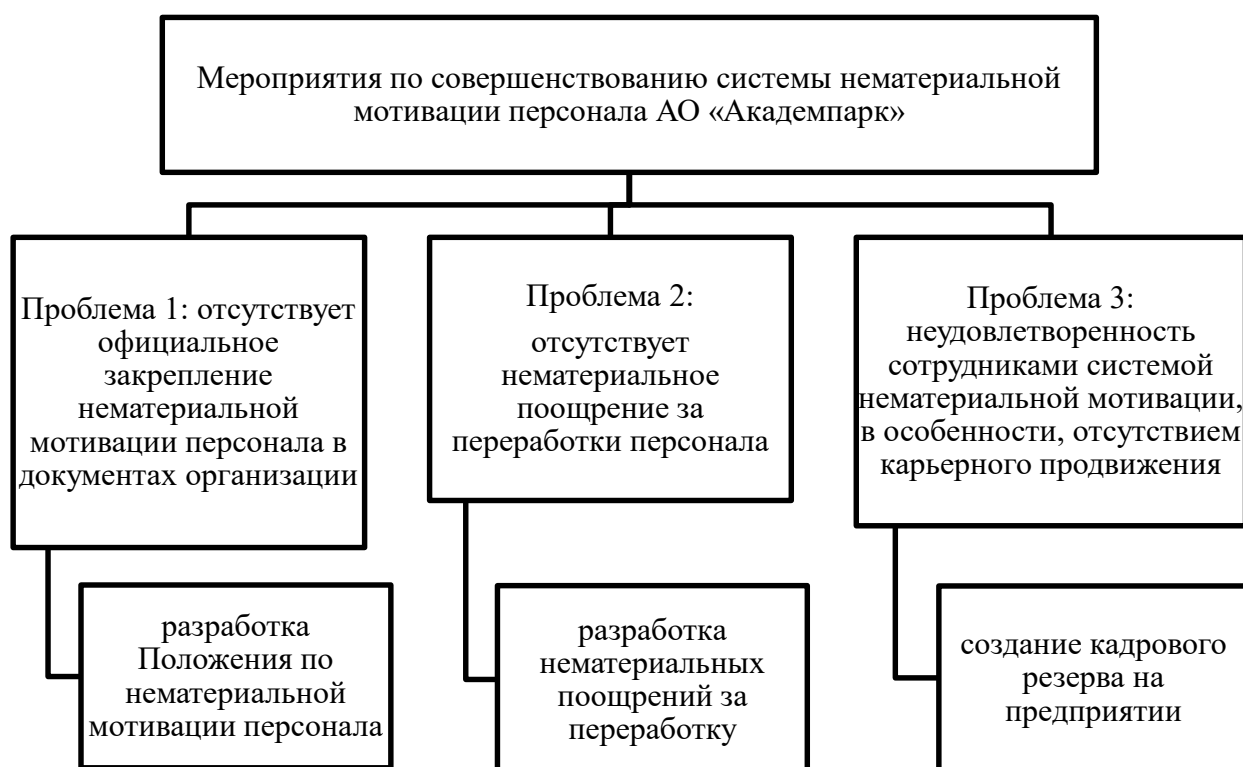 Мероприятия по совершенствованию системы нематериальной
мотивации персонала АО «Академпарк»
Проблема 1: отсутствует
официальное
закрепление
нематериальной
мотивации персонала в
документах организации
разработка
Положения по
нематериальной
мотивации персонала
Проблема 2:
отсутствует
нематериальное
поощрение за
переработки персонала
разработка
нематериальных
поощрений за
переработку
Проблема 3:
неудовлетворенность
сотрудниками системой
нематериальной мотивации,
в особенности, отсутствием
карьерного продвижения
создание кадрового
резерва на
предприятии